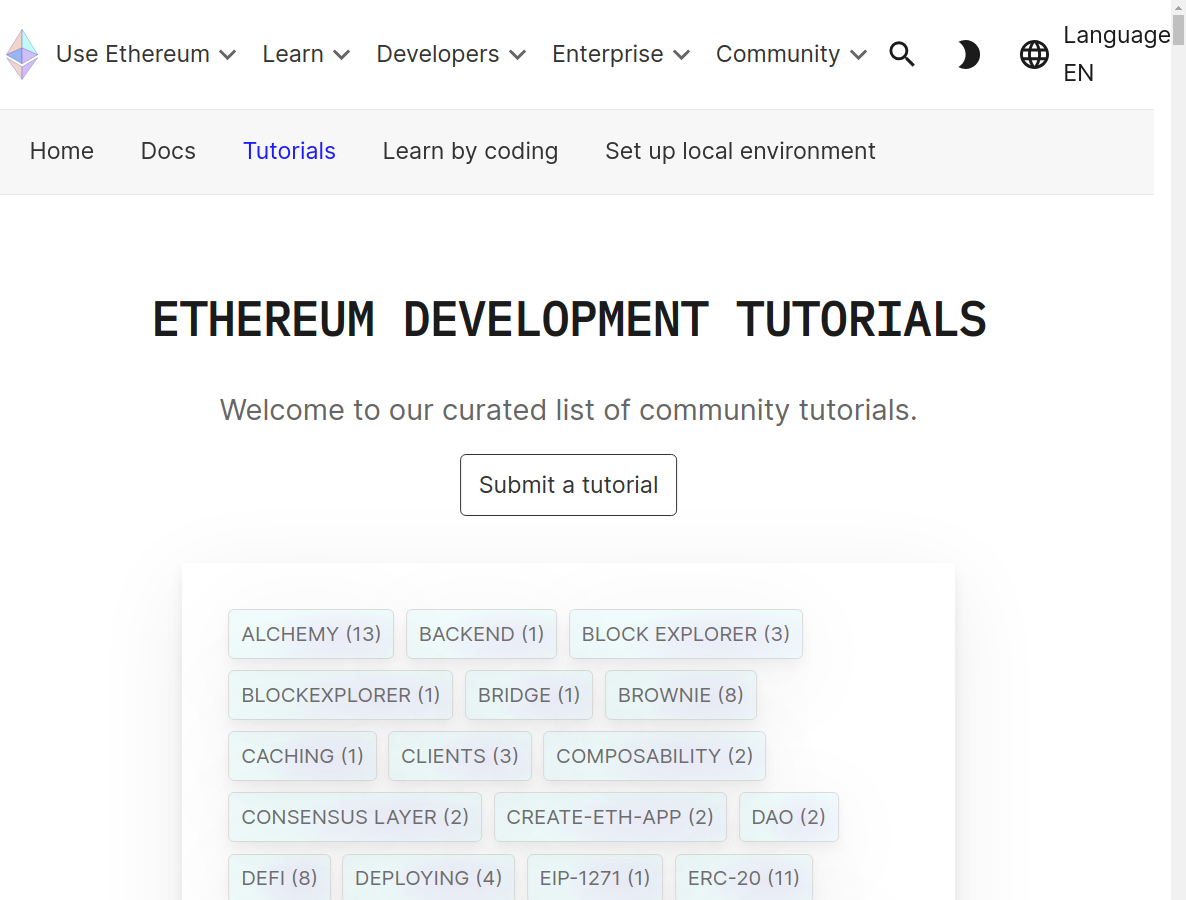 Use Ethereum Learn Developers Enterprise Community Language
EN
Home Docs Tutorials Learn by coding Set up local environment
ETHEREUM DEVELOPMENT TUTORIALS
Welcome to our curated list of community tutorials.
Submit a tutorial
ALCHEMY (13) BACKEND (1) BLOCK EXPLORER (3)
BLOCKEXPLORER (1) BRIDGE (1) BROWNIE (8)
CACHING (1) CLIENTS (3) COMPOSABILITY (2)
CONSENSUS LAYER (2) CREATE-ETH-APP (2) DAO (2)
DEFI (8) DEPLOYING (4) EIP-1271 (1) ERC-20 (11)